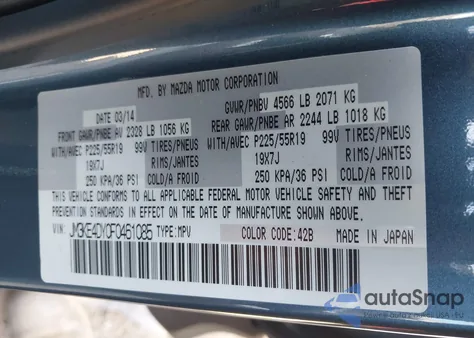 MFD. BY MAZDA MOTOR CORPORATION
DATE 03/14
GVWR/PNBV 4566 LB 2071 KG
FRONT GAWR/PNBE AV 2328 LB 1056 KG
REAR GAWR/PNBE AR 2244 LB 1018 KG
WITH/AVEC P225/55R19 99V TIRES/PNEUS
WITH/AVEC P225/55R19 99V TIRES/PNEUS
19X7J RIMS/JANTES
19X7J RIMS/JANTES
250 KPA/36 PSI COLD/A FROID
250 KPA/36 PSI COLD/A FROID
THIS VEHICLE CONFORMS TO ALL APPLICABLE FEDERAL MOTOR VEHICLE SAFETY AND THEFT
PREVENTION STANDARDS IN EFFECT ON THE DATE OF MANUFACTURE SHOWN ABOVE.
VIN: JM3KE4DY0F0461085 TYPE: MPV COLOR CODE: 42B MADE IN JAPAN
autoSnap